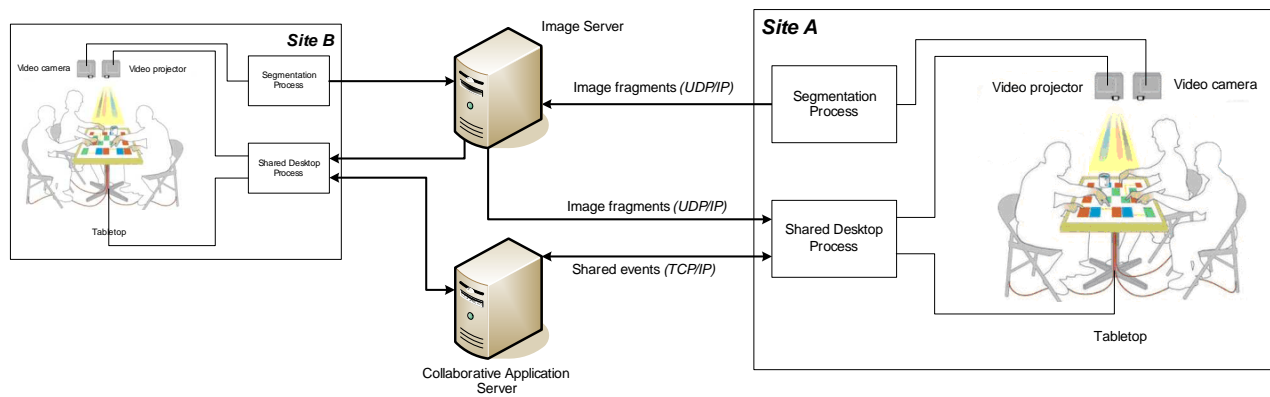 Site B
Video camera
Video projector
Segmentation
Process
Shared Desktop
Process
Tabletop
Image Server
Image fragments (UDP/IP)
Image fragments (UDP/IP)
Shared events (TCP/IP)
Collaborative Application
Server
Site A
Segmentation
Process
Video projector
Video camera
Shared Desktop
Process
Tabletop